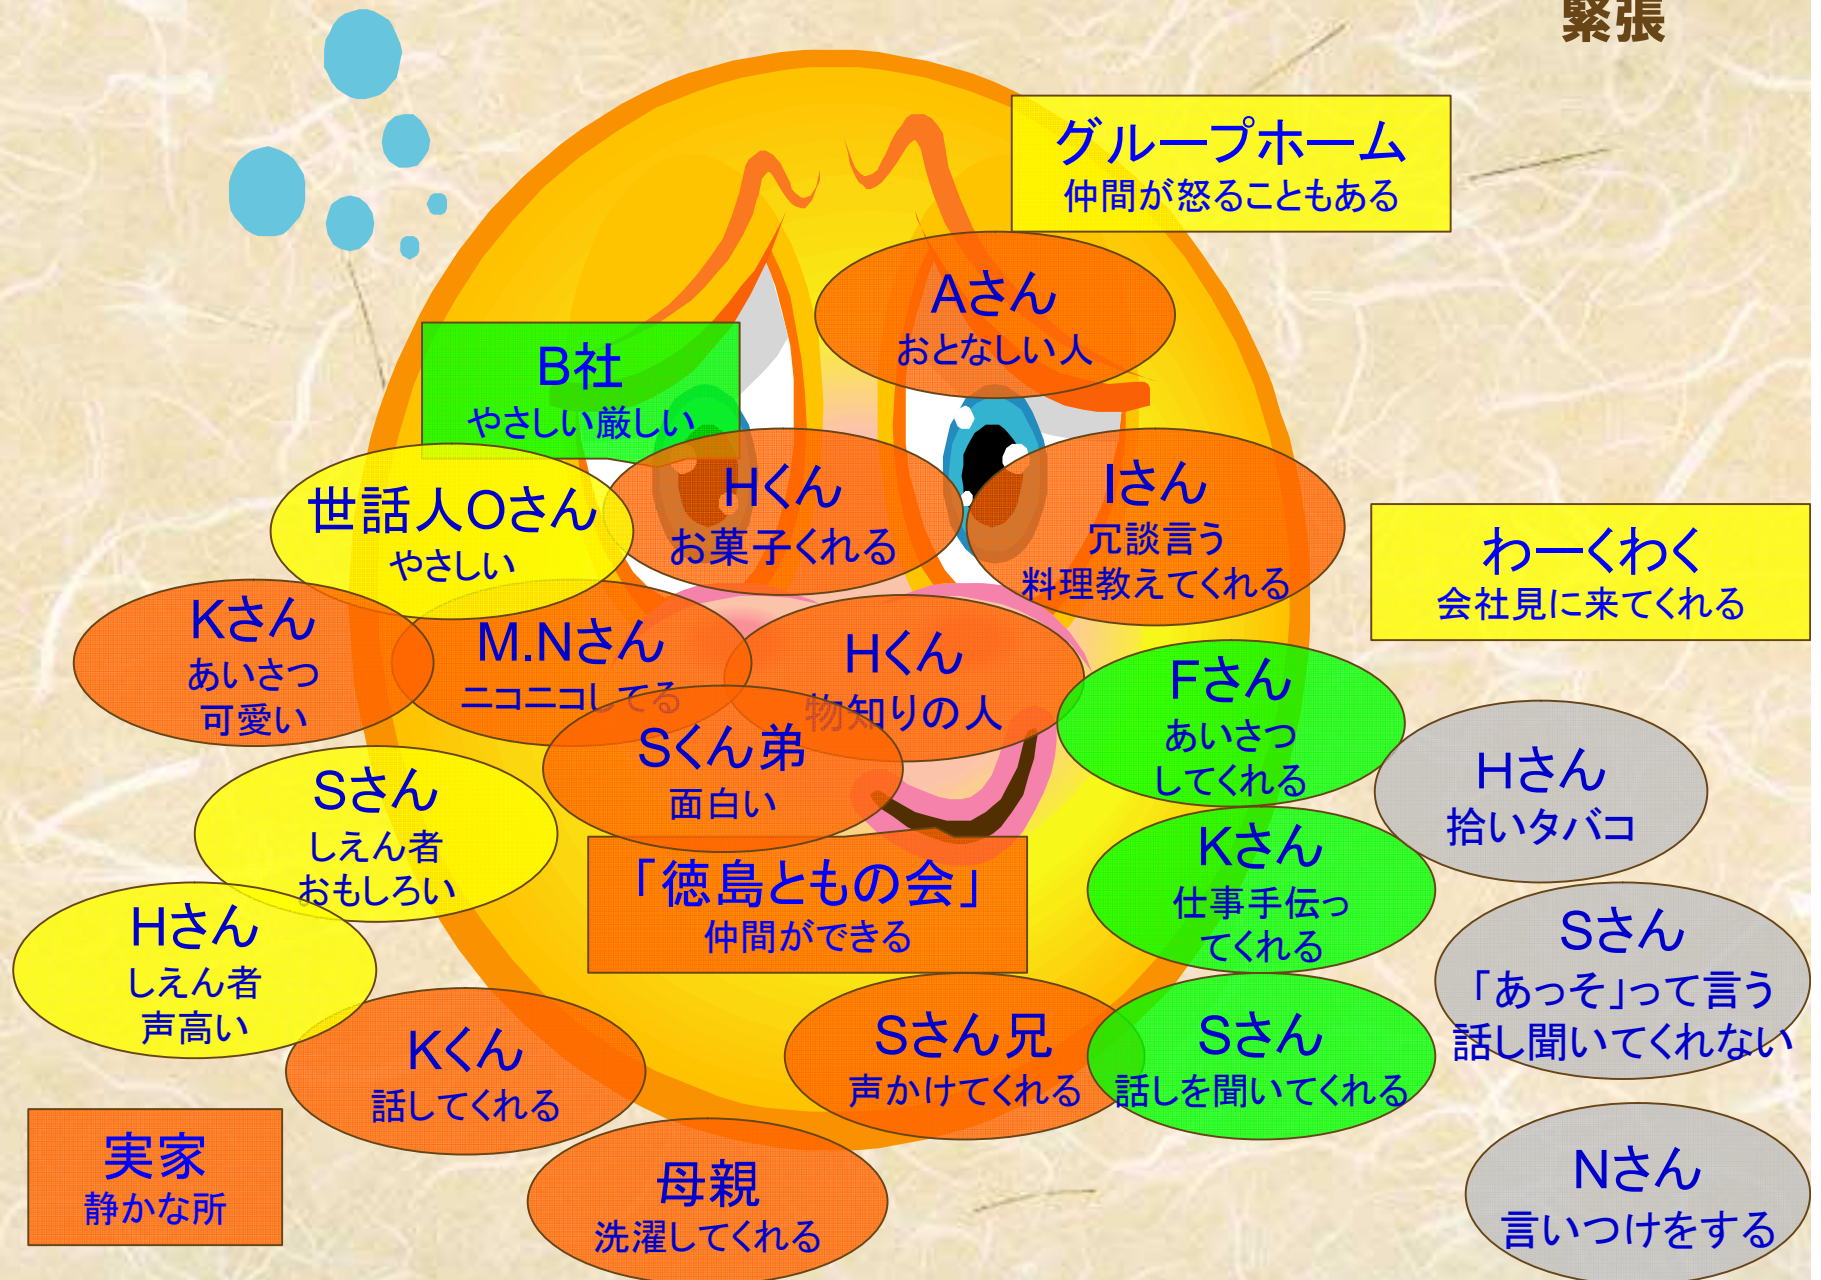 緊張
グループホーム
仲間が怒ることもある
Aさん
おとなしい人
B社
やさしい厳しい
世話人Oさん
やさしい
Hくん
お菓子くれる
Iさん
冗談言う
料理教えてくれる
わーくわく
会社見に来てくれる
Kさん
あいさつ
可愛い
M.Nさん
ニコニコしてる
Hくん
物知りの人
Fさん
あいさつ
してくれる
Sくん弟
面白い
Hさん
拾いタバコ
Sさん
しえん者
おもしろい
「徳島ともの会」
仲間ができる
Kさん
仕事手伝っ
てくれる
Hさん
しえん者
声高い
Sさん
「あっそ」って言う
話し聞いてくれない
Kくん
話してくれる
Sさん兄
声かけてくれる
Sさん
話しを聞いてくれる
実家
静かな所
母親
洗濯してくれる
Nさん
言いつけをする